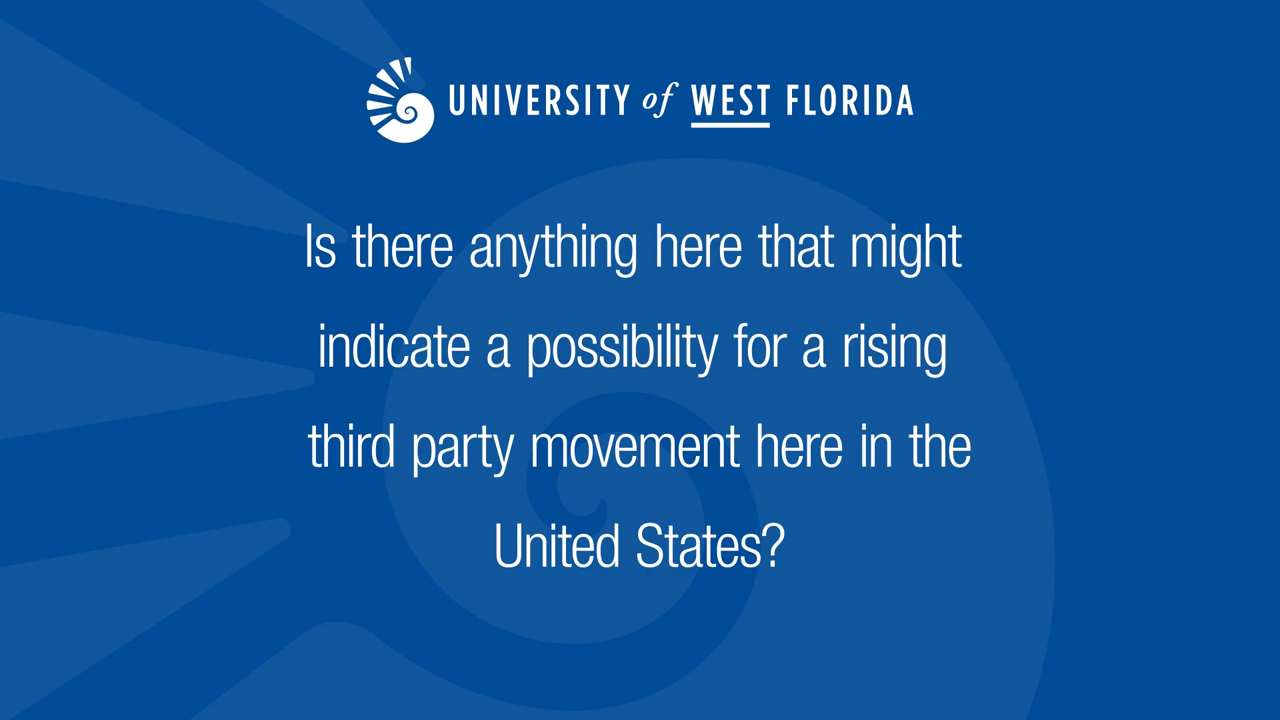 UNIVERSITY of WEST FLORIDA
Is there anything here that might
indicate a possibility for a rising
third party movement here in the
United States?